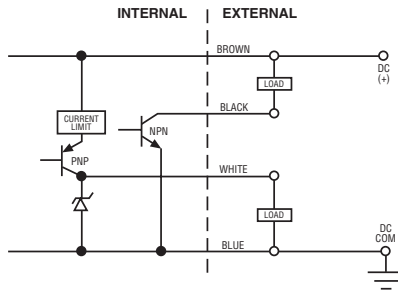 INTERNAL EXTERNAL
BROWN
DC
(+)
LOAD
BLACK
CURRENT
LIMIT
NPN
PNP
WHITE
LOAD
DC
COM
BLUE